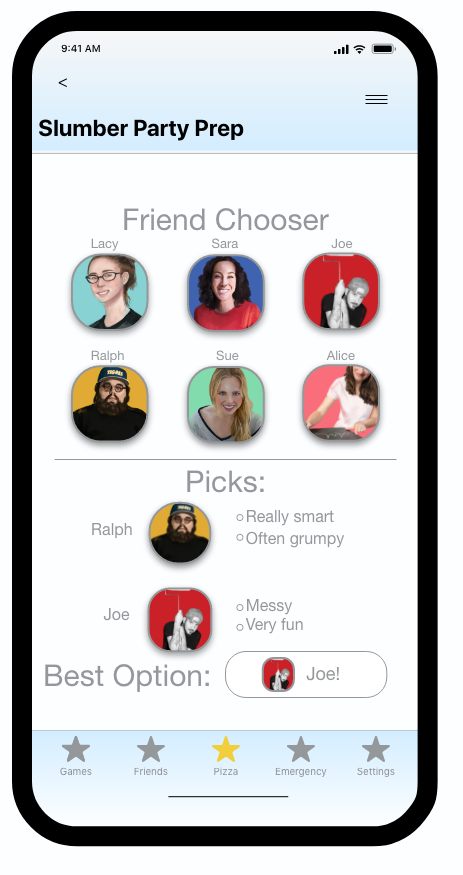 9:41 AM
<
Slumber Party Prep
Friend Chooser
Lacy Sara Joe
Ralph Sue Alice
Picks:
Ralph
Really smart
Often grumpy
Joe
Messy
Very fun
Best Option: Joe!
Games Friends Pizza Emergency Settings